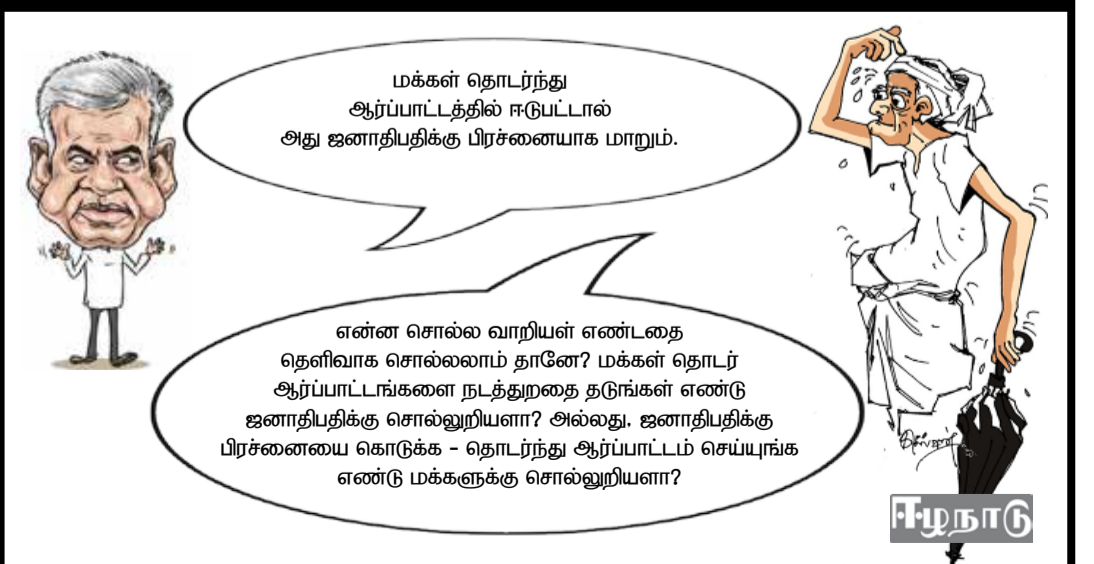 மக்கள் தொடர்ந்து
ஆர்ப்பாட்டத்தில் ஈடுபட்டால்
அது ஜனாதிபதிக்கு பிரச்னையாக மாறும்.
என்ன சொல்ல வாறியள் எண்டதை
தெளிவாக சொல்லலாம் தானே? மக்கள் தொடர்
ஆர்ப்பாட்டங்களை நடத்துறதை தடுங்கள் எண்டு
ஜனாதிபதிக்கு சொல்லுறியளா? அல்லது, ஜனாதிபதிக்கு
பிரச்னையை கொடுக்க - தொடர்ந்து ஆர்ப்பாட்டம் செய்யுங்க
எண்டு மக்களுக்கு சொல்லுறியளா?
ஈழநாடு